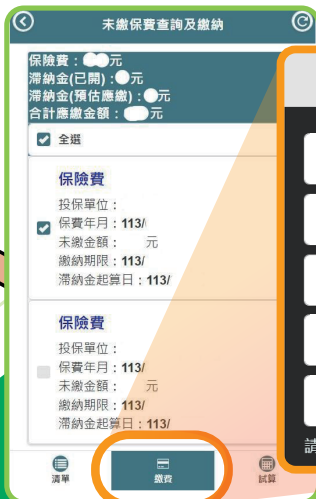 未繳保費查詢及繳納
保險費：元
滯納金(已開)：元
滯納金(預估應繳)：元
合計應繳金額：元
全選
保險費
投保單位：
保費年月：113/
未繳金額： 元
繳納期限：113/
滯納金起算日：113/
保險費
投保單位：
保費年月：113/
未繳金額： 元
繳納期限：113/
滯納金起算日：113/
請
清單 繳費 試算